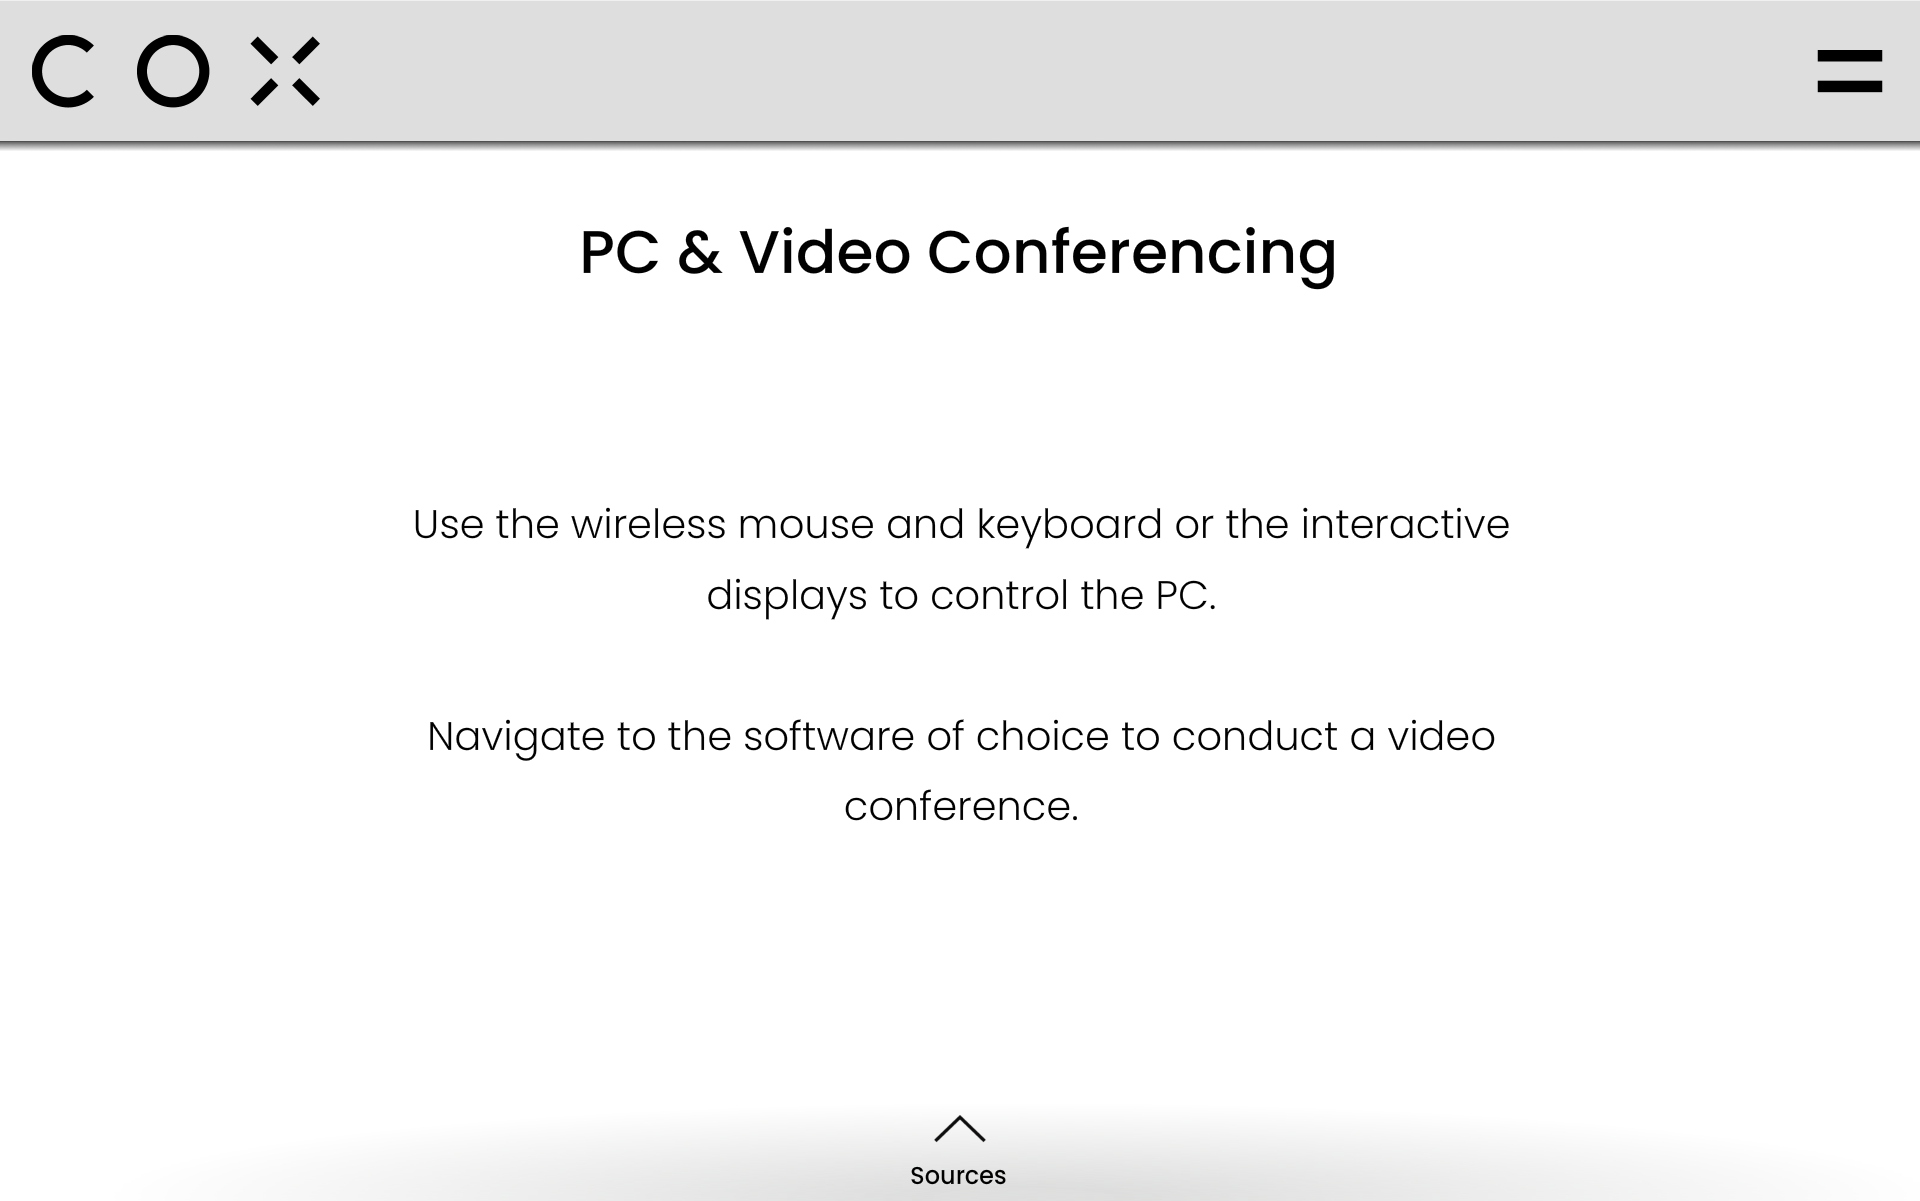 COX
PC & Video Conferencing
Use the wireless mouse and keyboard or the interactive
displays to control the PC.
Navigate to the software of choice to conduct a video
conference.
Sources